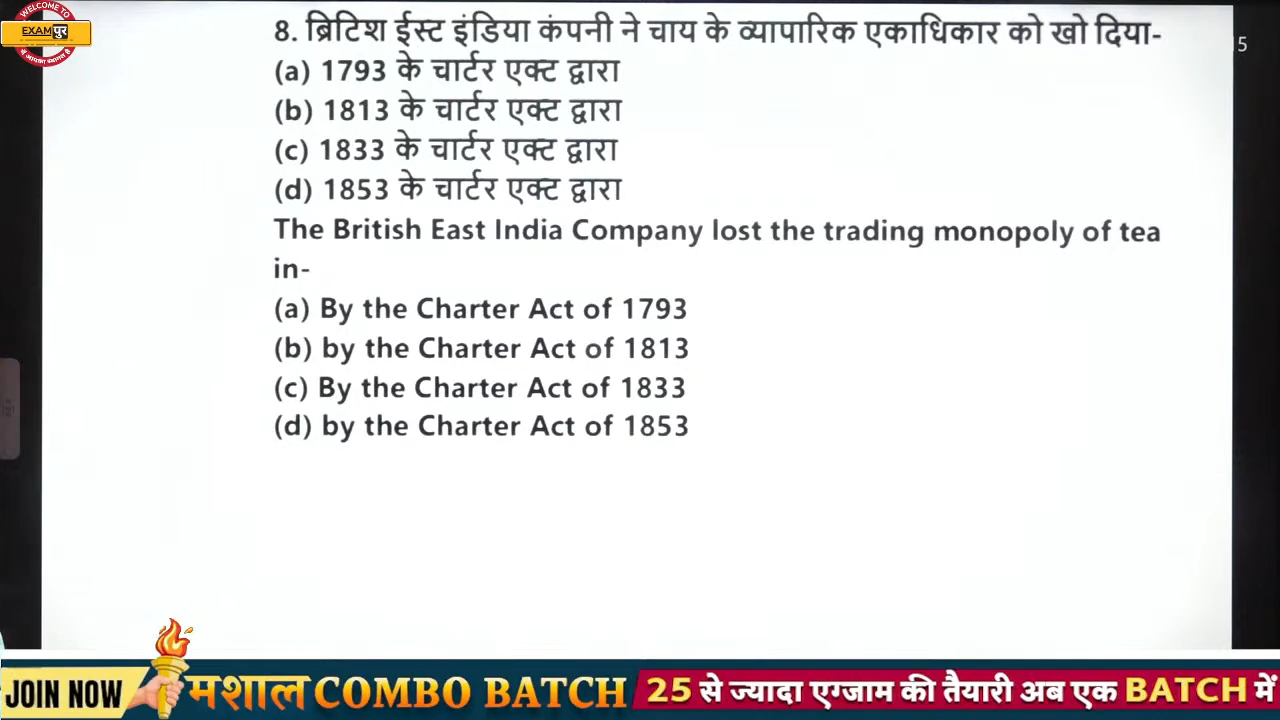 WELCOME TO
EXAMपुर
8. ब्रिटिश ईस्ट इंडिया कंपनी ने चाय के व्यापारिक एकाधिकार को खो दिया-
15
(a) 1793 के चार्टर एक्ट द्वारा
(b) 1813 के चार्टर एक्ट द्वारा
(c) 1833 के चार्टर एक्ट द्वारा
(d) 1853 के चार्टर एक्ट द्वारा
The British East India Company lost the trading monopoly of tea
in-
(a) By the Charter Act of 1793
(b) by the Charter Act of 1813
(c) By the Charter Act of 1833
(d) by the Charter Act of 1853
JOIN NOW मशाल COMBO BATCH 25 से ज्यादा एग्जाम की तैयारी अब एक BATCH में